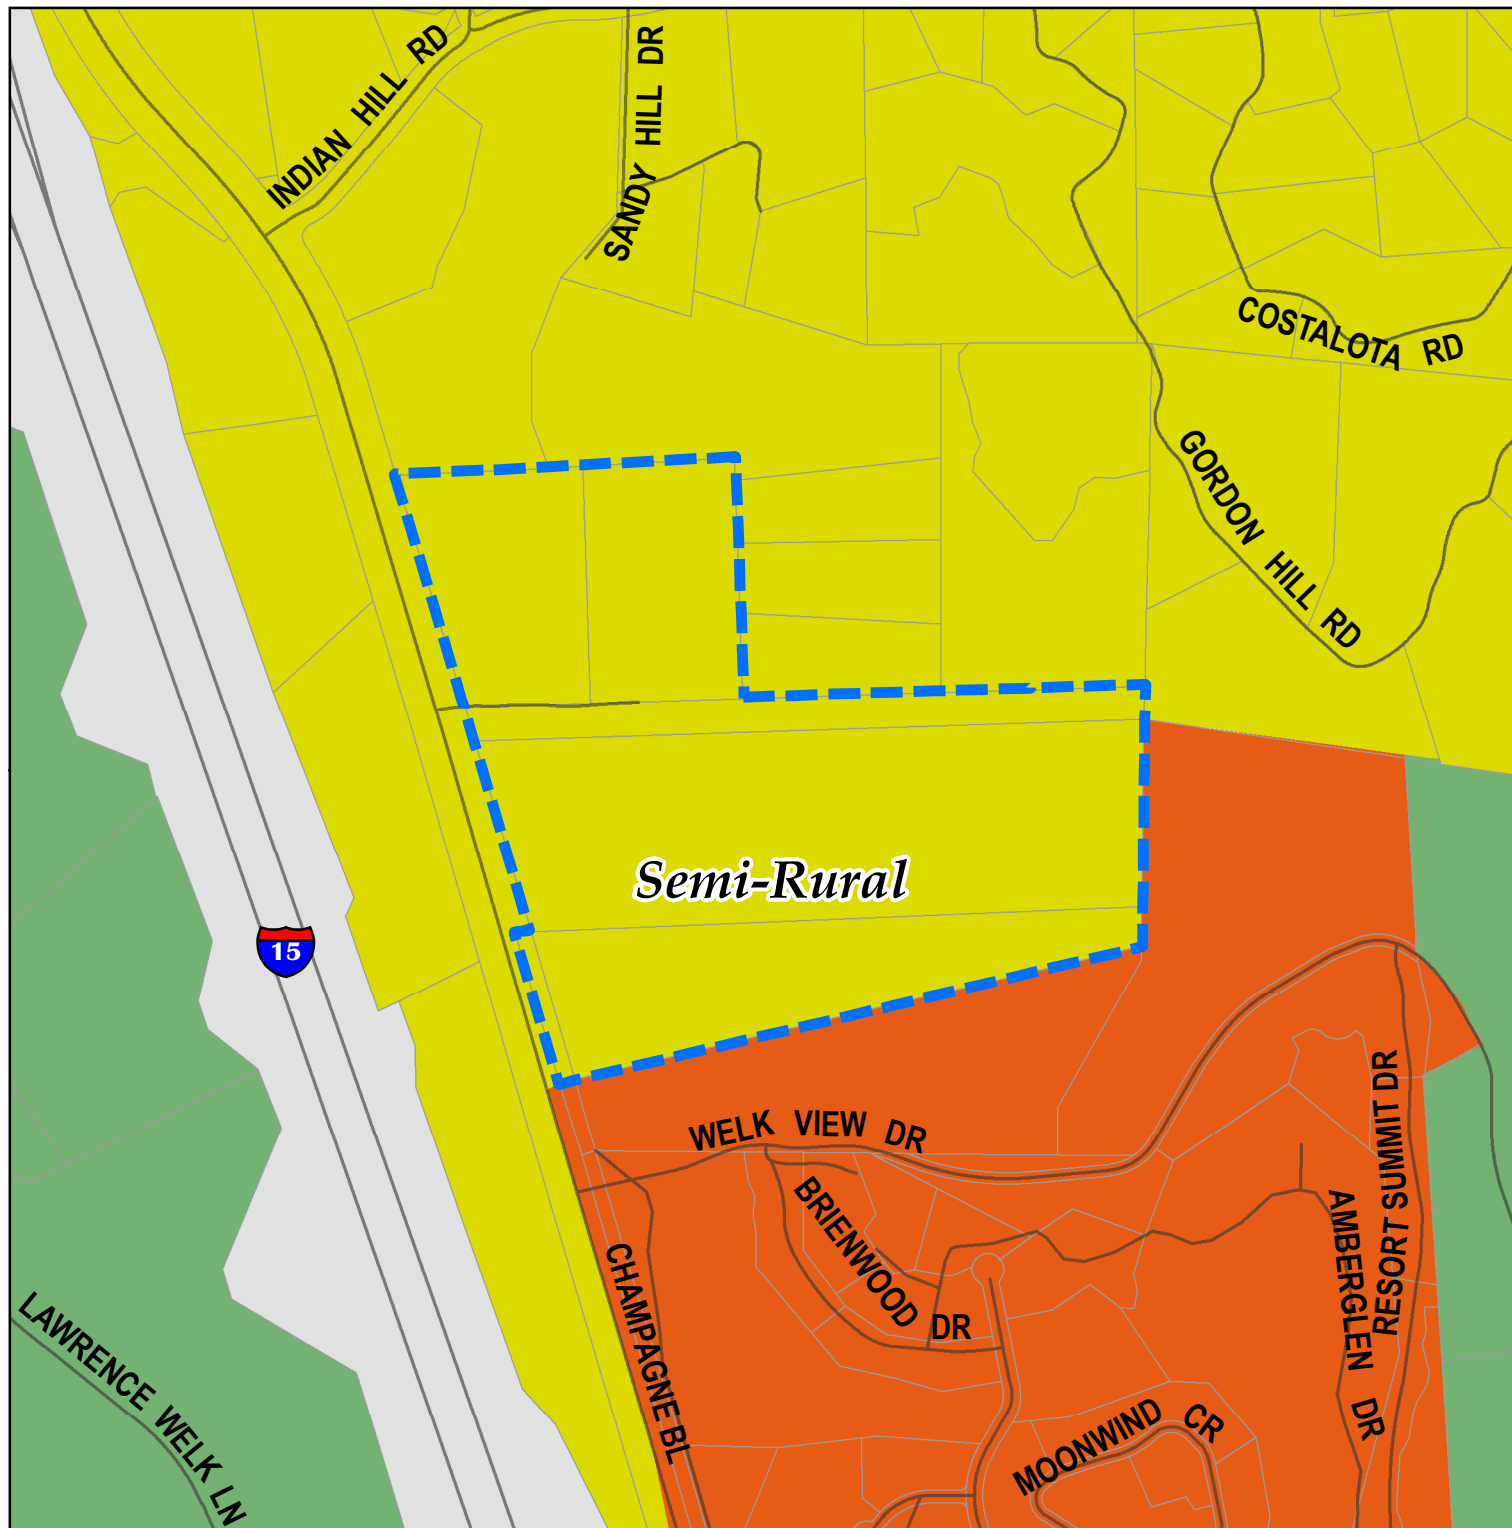 INDIAN HILL RD
SANDY HILL DR
COSTALOTA RD
GORDON HILL RD
Semi-Rural
15
WELK VIEW DR
BRIENWOOD DR
RESORT SUMMIT DR
AMBERGLEN DR
CHAMPAGNE BL
LAWRENCE WELK LN
MOONWIND CR